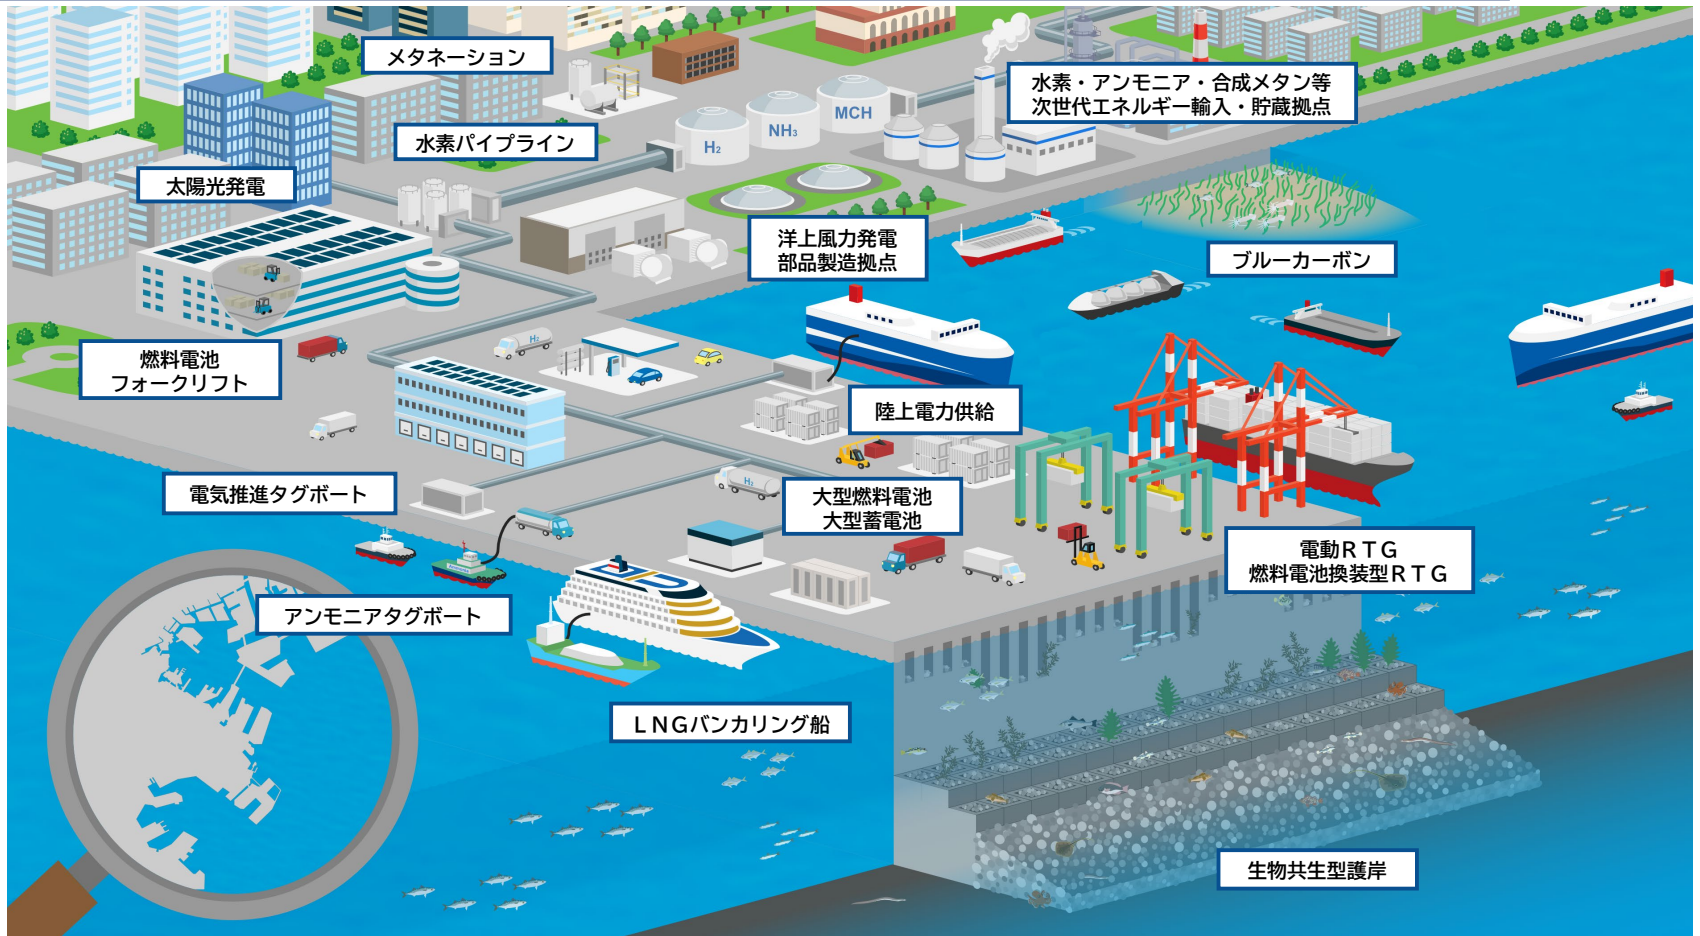 メタネーション
水素・アンモニア・合成メタン等
次世代エネルギー輸入・貯蔵拠点
MCH
NH₃
H₂
水素パイプライン
太陽光発電
洋上風力発電
部品製造拠点
ブルーカーボン
燃料電池
フォークリフト
H₂
陸上電力供給
電気推進タグボート
H₂
大型燃料電池
大型蓄電池
電動RTG
燃料電池換装型RTG
アンモニアタグボート
LNGバンカリング船
生物共生型護岸